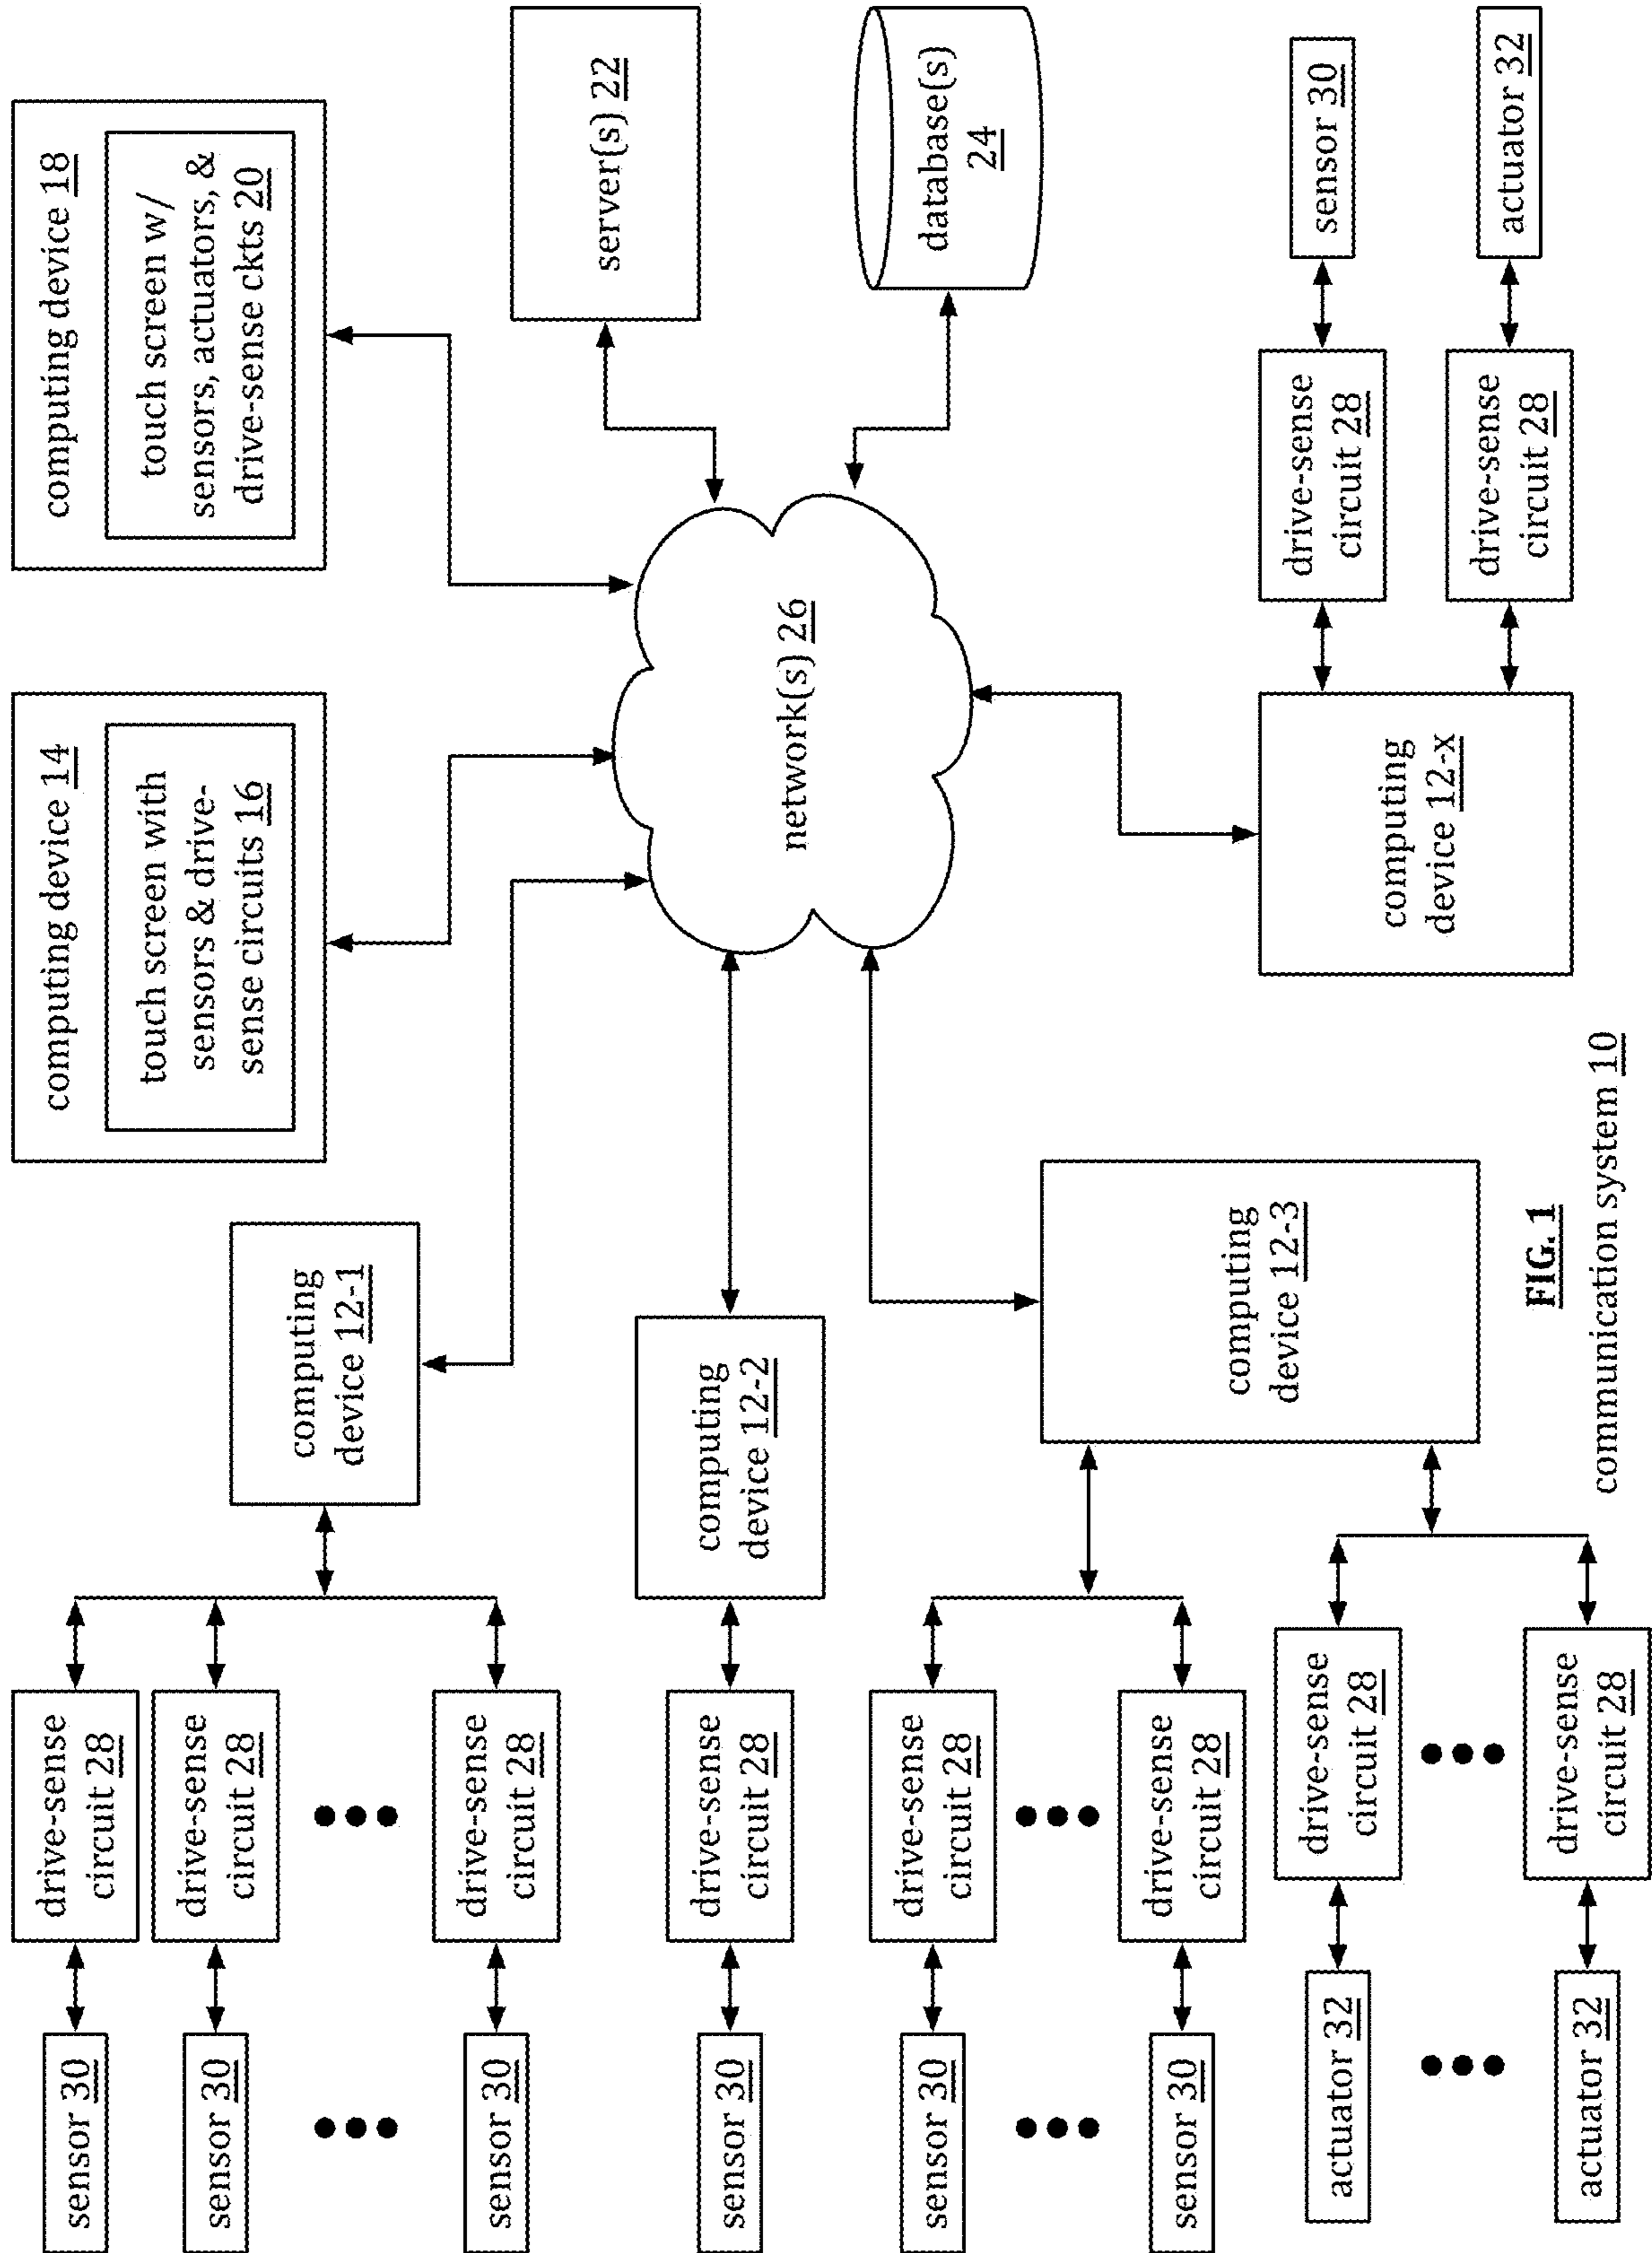 computing device 14
touch screen with
sensors & drive-
sense circuits 16
computing device 18
touch screen w/
sensors, actuators, &
drive-sense ckts 20
sensor 30
drive-sense
circuit 28
sensor 30
drive-sense
circuit 28
sensor 30
drive-sense
circuit 28
computing
device 12-1
server(s) 22
sensor 30
drive-sense
circuit 28
computing
device 12-2
network(s) 26
database(s)
24
sensor 30
drive-sense
circuit 28
sensor 30
drive-sense
circuit 28
computing
device 12-3
actuator 32
drive-sense
circuit 28
actuator 32
drive-sense
circuit 28
computing
device 12-x
drive-sense
circuit 28
sensor 30
drive-sense
circuit 28
actuator 32
FIG. 1
communication system 10